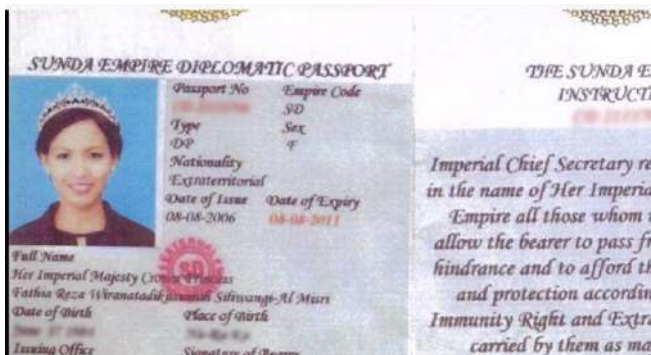 SUNDA EMPIRE DIPLOMATIC PASSPORT
Passport No Empire Code
SD
Type Sex
DP F
Nationality
Extraterritorial
Date of Issue Date of Expiry
08-08-2006 08-08-2011
SD
Full Name
Her Imperial Majesty Crown Princess
Fathia Reza Siliwangi-Al Misri
Date of Birth Place of Birth
Issuing Office Signature of Bearer
THE SUNDA E
INSTRUCTI
Imperial Chief Secretary re
in the name of Her Imperia
Empire all those whom
allow the bearer to pass fr
hindrance and to afford th
and protection accordin
Immunity Right and Extra
carried by them as ma